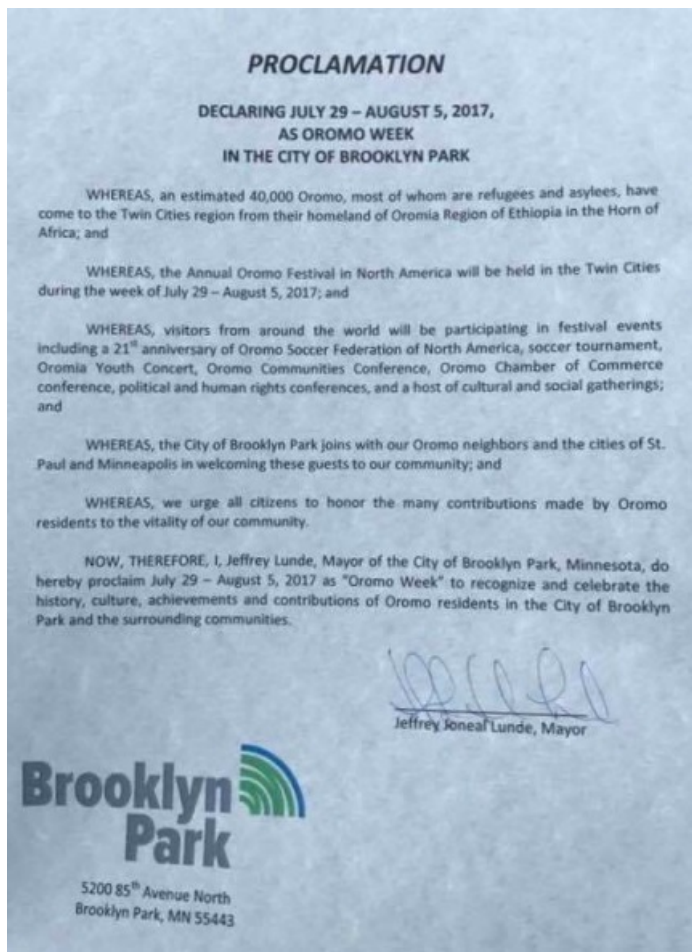 PROCLAMATION
DECLARING JULY 29 – AUGUST 5, 2017,
AS OROMO WEEK
IN THE CITY OF BROOKLYN PARK
WHEREAS, an estimated 40,000 Oromo, most of whom are refugees and asylees, have
come to the Twin Cities region from their homeland of Oromia Region of Ethiopia in the Horn of
Africa; and
WHEREAS, the Annual Oromo Festival in North America will be held in the Twin Cities
during the week of July 29 – August 5, 2017; and
WHEREAS, visitors from around the world will be participating in festival events
including a 21st anniversary of Oromo Soccer Federation of North America, soccer tournament,
Oromia Youth Concert, Oromo Communities Conference, Oromo Chamber of Commerce
conference, political and human rights conferences, and a host of cultural and social gatherings;
and
WHEREAS, the City of Brooklyn Park joins with our Oromo neighbors and the cities of St.
Paul and Minneapolis in welcoming these guests to our community; and
WHEREAS, we urge all citizens to honor the many contributions made by Oromo
residents to the vitality of our community.
NOW, THEREFORE, I, Jeffrey Lunde, Mayor of the City of Brooklyn Park, Minnesota, do
hereby proclaim July 29 – August 5, 2017 as "Oromo Week" to recognize and celebrate the
history, culture, achievements and contributions of Oromo residents in the City of Brooklyn
Park and the surrounding communities.
Jeffrey Joneal Lunde, Mayor
Brooklyn
Park
5200 85th Avenue North
Brooklyn Park, MN 55443